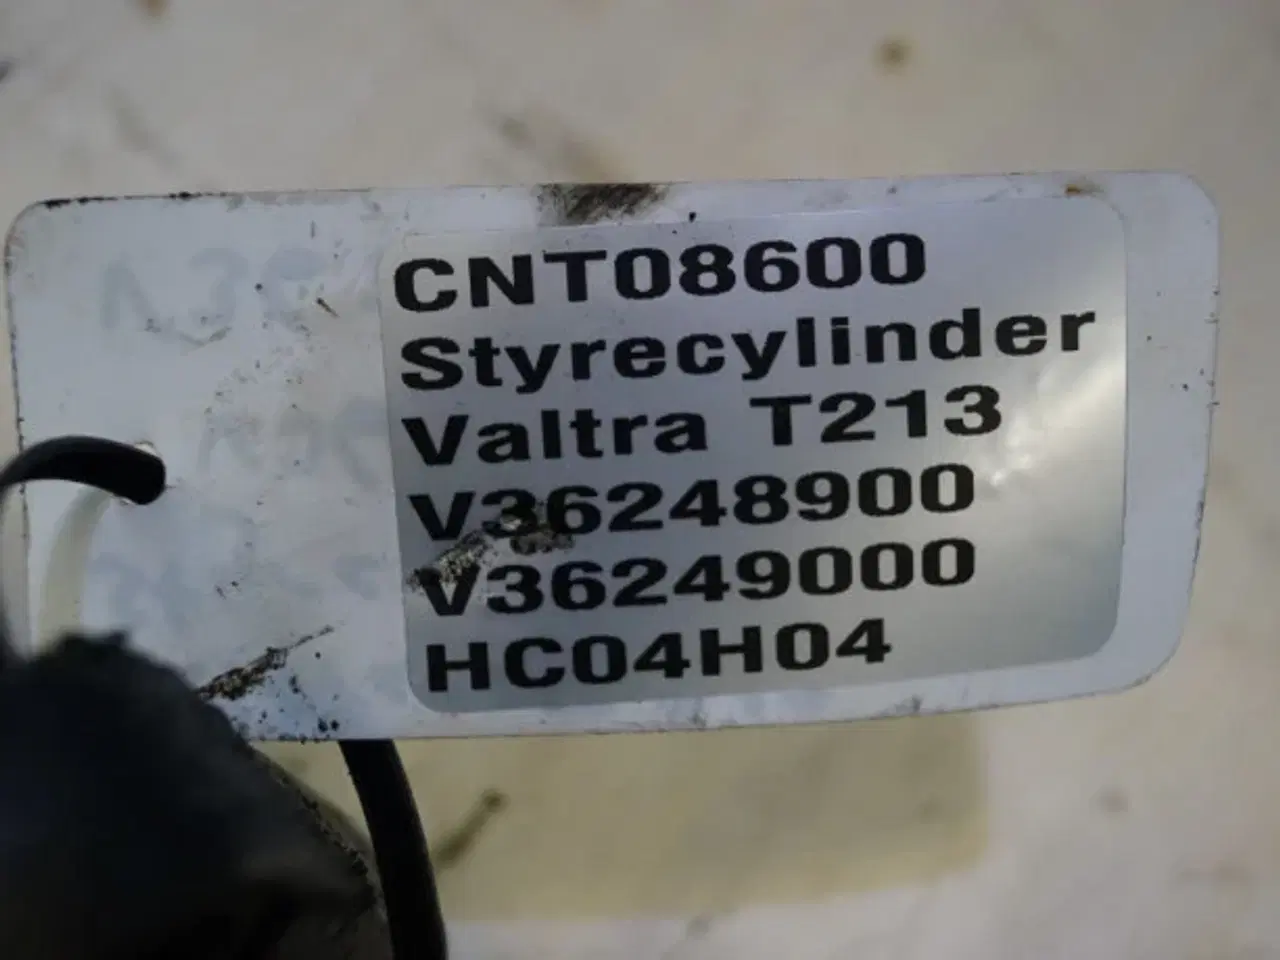 CNT08600
Styrecylinder
Valtra T213
V36248900
V36249000
HC04H04